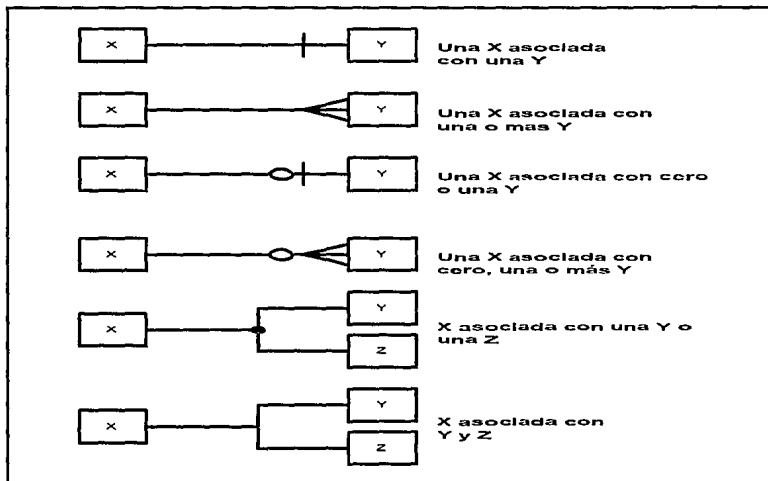 X Y Una X asociada
con una Y
X Y Una X asociada con
una o mas Y
X Y Una X asociada con cero
o una Y
X Y Una X asociada con
cero, una o más Y
Y
X X asociada con una Y o
una Z
Z
Y
X X asociada con
Y y Z
Z